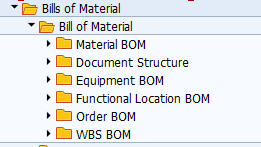 Bills of Material
Bill of Material
Material BOM
Document Structure
Equipment BOM
Functional Location BOM
Order BOM
WBS BOM